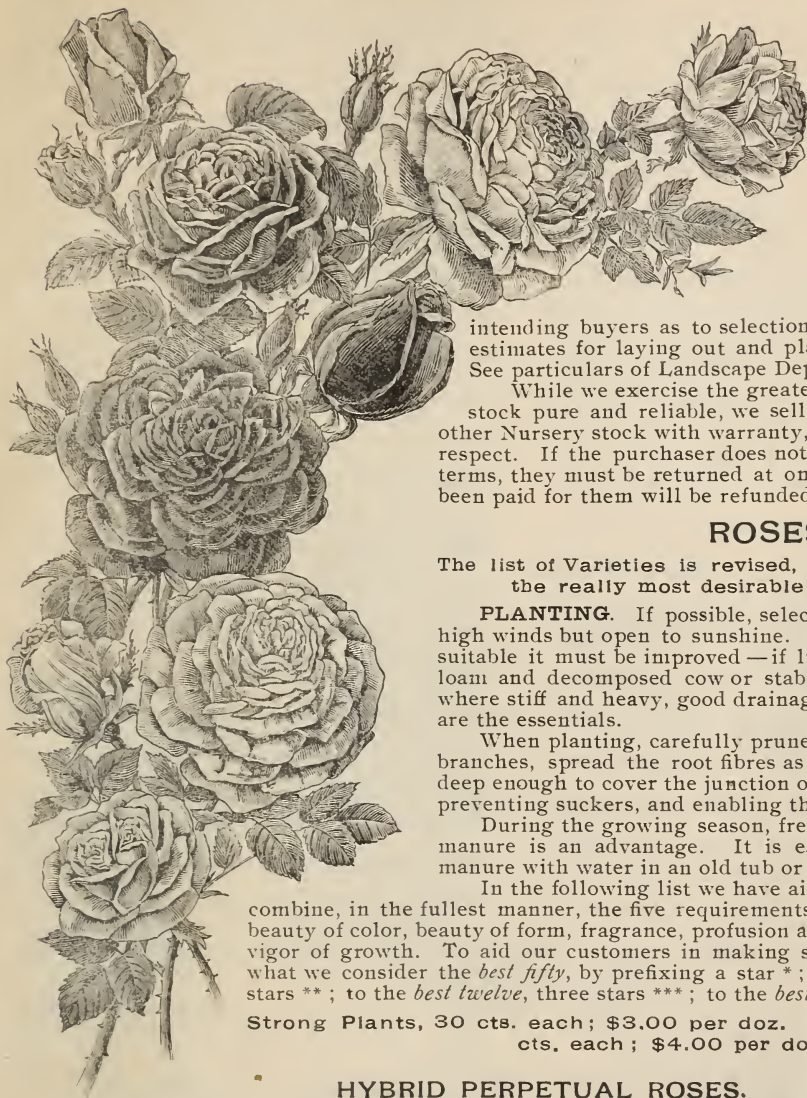 intending buyers as to selection
estimates for laying out and pl
See particulars of Landscape De
While we exercise the greate
stock pure and reliable, we sell
other Nursery stock with warranty,
respect. If the purchaser does not
terms, they must be returned at on
been paid for them will be refunded
ROSES
The list of Varieties is revised,
the really most desirable
PLANTING. If possible, selec
high winds but open to sunshine.
suitable it must be improved — if l
loam and decomposed cow or stab
where stiff and heavy, good drainag
are the essentials.
When planting, carefully prune
branches, spread the root fibres as
deep enough to cover the junction o
preventing suckers, and enabling th
During the growing season, fre
manure is an advantage. It is e
manure with water in an old tub or
In the following list we have ai
combine, in the fullest manner, the five requirements
beauty of color, beauty of form, fragrance, profusion a
vigor of growth. To aid our customers in making s
what we consider the best fifty, by prefixing a star * ;
stars ** ; to the best twelve, three stars *** ; to the bes
Strong Plants, 30 cts. each ; $3.00 per doz.
cts. each ; $4.00 per do
HYBRID PERPETUAL ROSES.